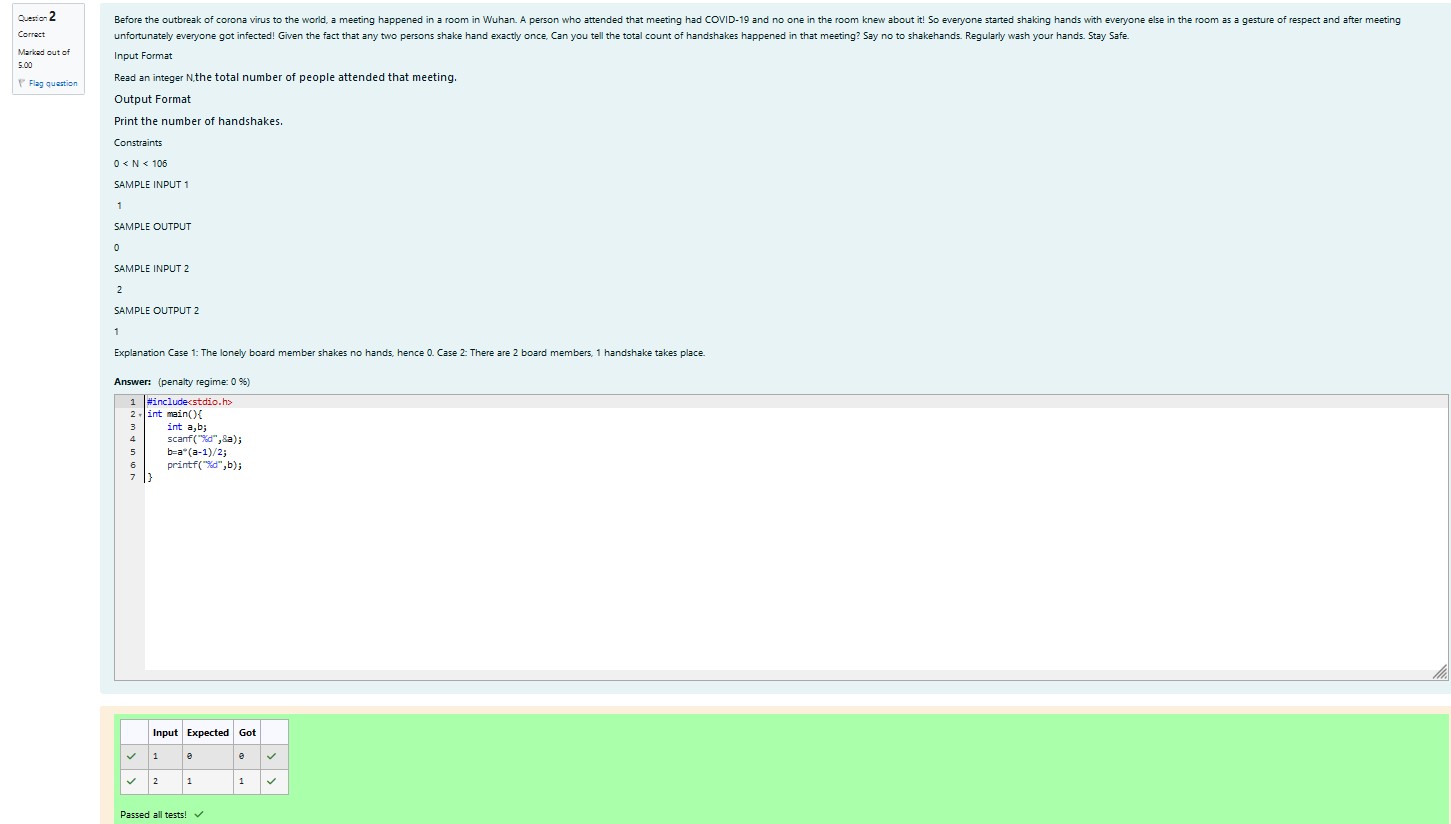 Question 2
Correct
Marked out of
5.00
Flag question
Before the outbreak of corona virus to the world, a meeting happened in a room in Wuhan. A person who attended that meeting had COVID-19 and no one in the room knew about it! So everyone started shaking hands with everyone else in the room as a gesture of respect and after meeting
unfortunately everyone got infected! Given the fact that any two persons shake hand exactly once, Can you tell the total count of handshakes happened in that meeting? Say no to shakehands. Regularly wash your hands. Stay Safe.
Input Format
Read an integer N,the total number of people attended that meeting.
Output Format
Print the number of handshakes.
Constraints
0 < N < 106
SAMPLE INPUT 1
1
SAMPLE OUTPUT
0
SAMPLE INPUT 2
2
SAMPLE OUTPUT 2
1
Explanation Case 1: The lonely board member shakes no hands, hence 0. Case 2: There are 2 board members, 1 handshake takes place.
Answer: (penalty regime: 0 %)
1 #include<stdio.h>
2 int main(){
3 int a,b;
4 scanf("%d",&a);
5 b=a*(a-1)/2;
6 printf("%d",b);
7 }
Input Expected Got
1 0 0
2 1 1
Passed all tests!